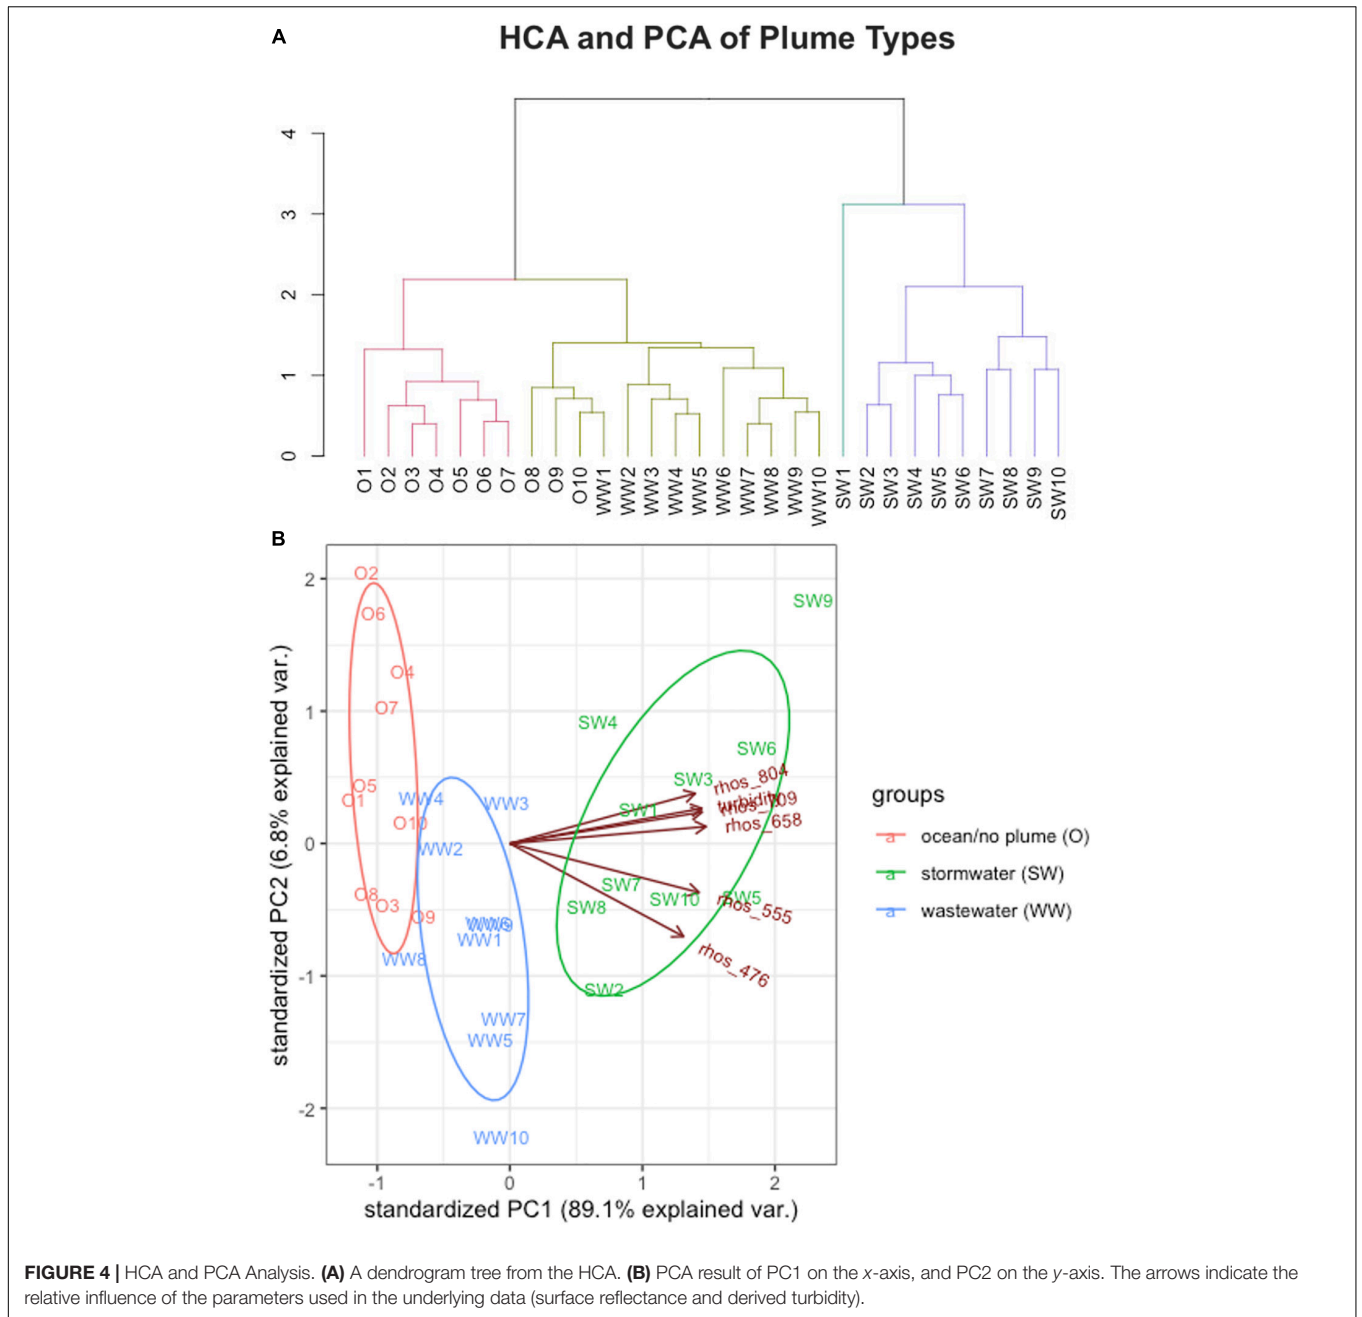 A
HCA and PCA of Plume Types
4
3
2
1
0
O1 O2 O3 O4 O5 O6 O7 O8 O9 O10 WW1 WW2 WW3 WW4 WW5 WW6 WW7 WW8 WW9 WW10 SW1 SW2 SW3 SW4 SW5 SW6 SW7 SW8 SW9 SW10
B
standardized PC2 (6.8% explained var.)
2
1
0
-1
-2
O2
SW9
O6
O4
O7
SW4
SW6
SW3
rhos_804
O5
O1
WW4
WW3
SW1
turbidity
O10
rhos_658
WW2
SW7
O8
O3
SW10
SW5
SW8
rhos_555
O9
WW9
WW1
WW8
rhos_476
SW2
WW7
WW5
WW10
-1 0 1 2
standardized PC1 (89.1% explained var.)
groups
a ocean/no plume (O)
a stormwater (SW)
a wastewater (WW)
FIGURE 4 | HCA and PCA Analysis. (A) A dendrogram tree from the HCA. (B) PCA result of PC1 on the x-axis, and PC2 on the y-axis. The arrows indicate the
relative influence of the parameters used in the underlying data (surface reflectance and derived turbidity).